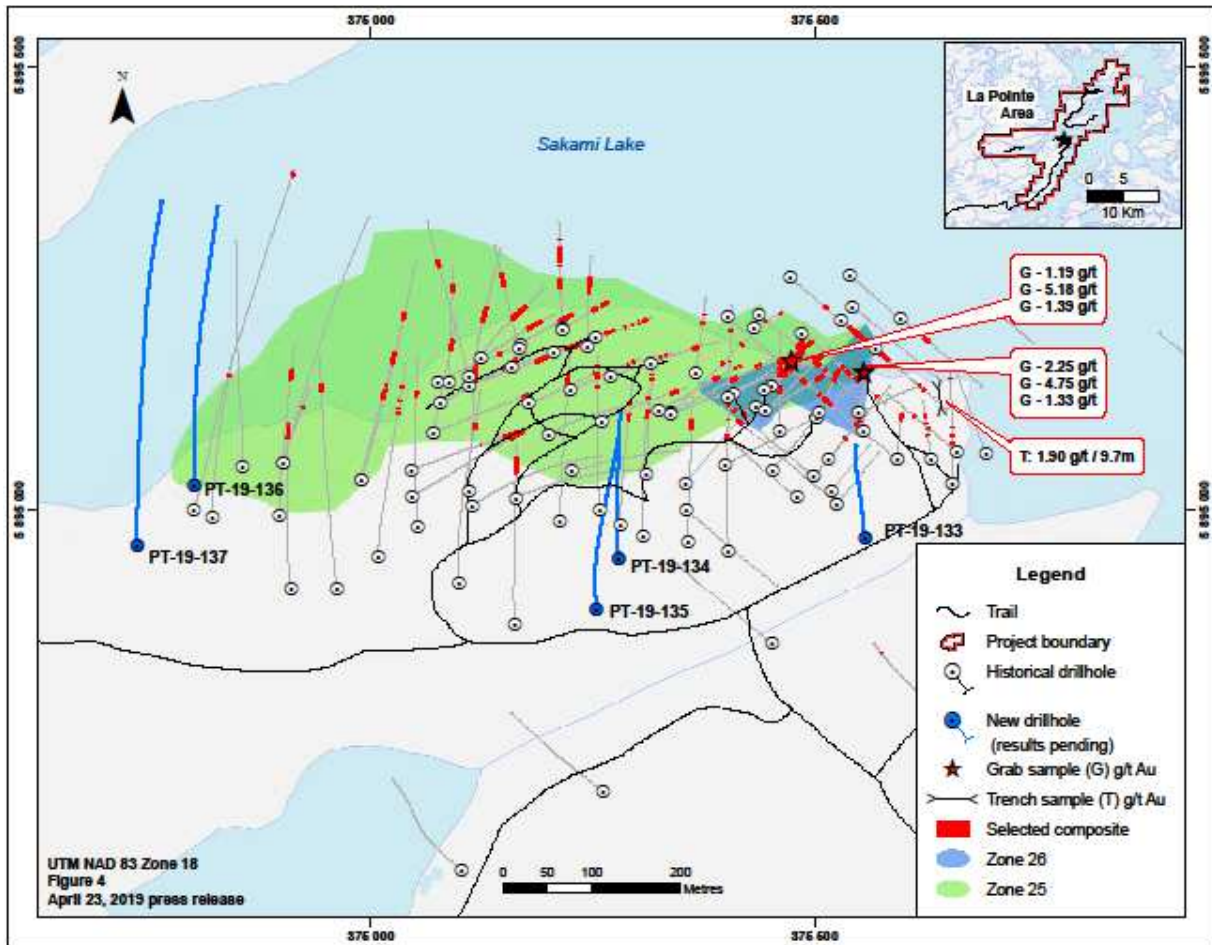 375 000
375 500
5 895 500
5 895 500
N
Sakami Lake
La Pointe
Area
0 5
10 Km
G - 1.19 g/t
G - 5.18 g/t
G - 1.39 g/t
G - 2.25 g/t
G - 4.75 g/t
G - 1.33 g/t
T: 1.90 g/t / 9.7m
5 895 000
5 895 000
PT-19-136
PT-19-137
PT-19-133
PT-19-134
PT-19-135
Legend
Trail
Project boundary
Historical drillhole
New drillhole
(results pending)
Grab sample (G) g/t Au
Trench sample (T) g/t Au
Selected composite
Zone 26
Zone 25
UTM NAD 83 Zone 18
Figure 4
April 23, 2019 press release
0 50 100 200
Metres
375 000
375 500